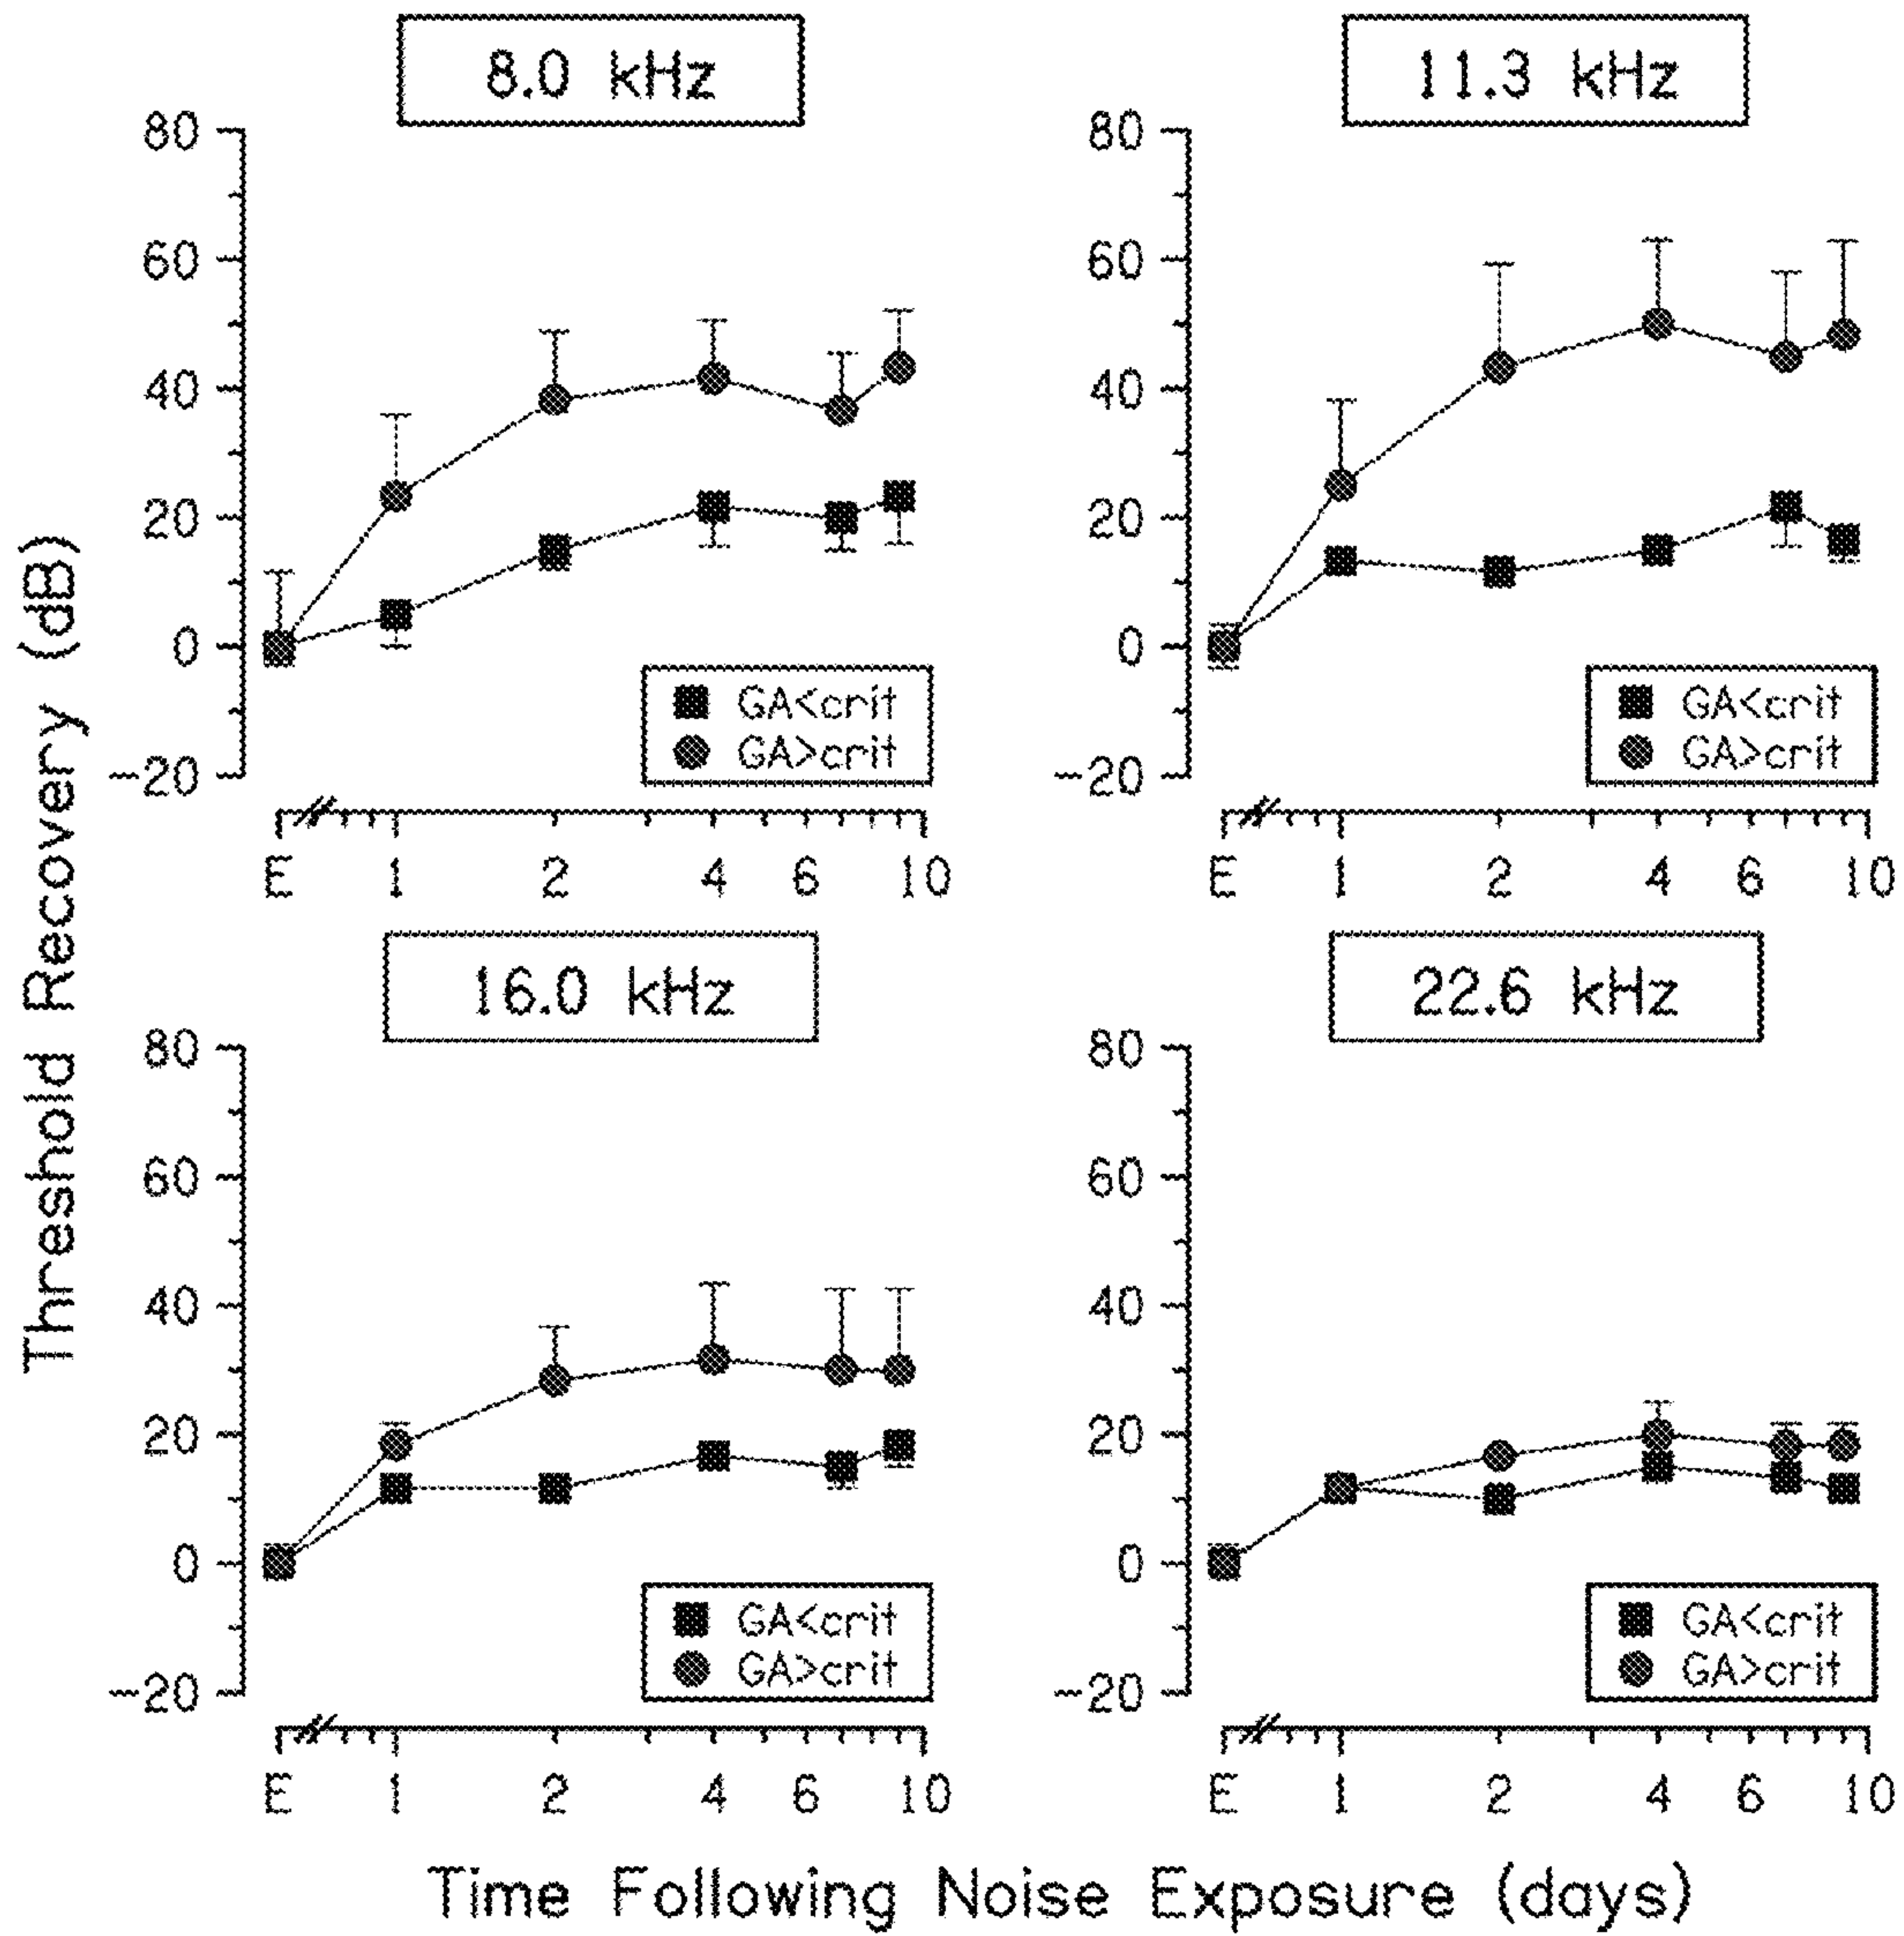 8.0 kHz
80
60
40
20
0
-20
GA<crit
GA>crit
E 1 2 4 6 10
11.3 kHz
80
60
40
20
0
-20
GA<crit
GA>crit
E 1 2 4 6 10
Threshold Recovery (dB)
16.0 kHz
80
60
40
20
0
-20
GA<crit
GA>crit
E 1 2 4 6 10
22.6 kHz
80
60
40
20
0
-20
GA<crit
GA>crit
E 1 2 4 6 10
Time Following Noise Exposure (days)